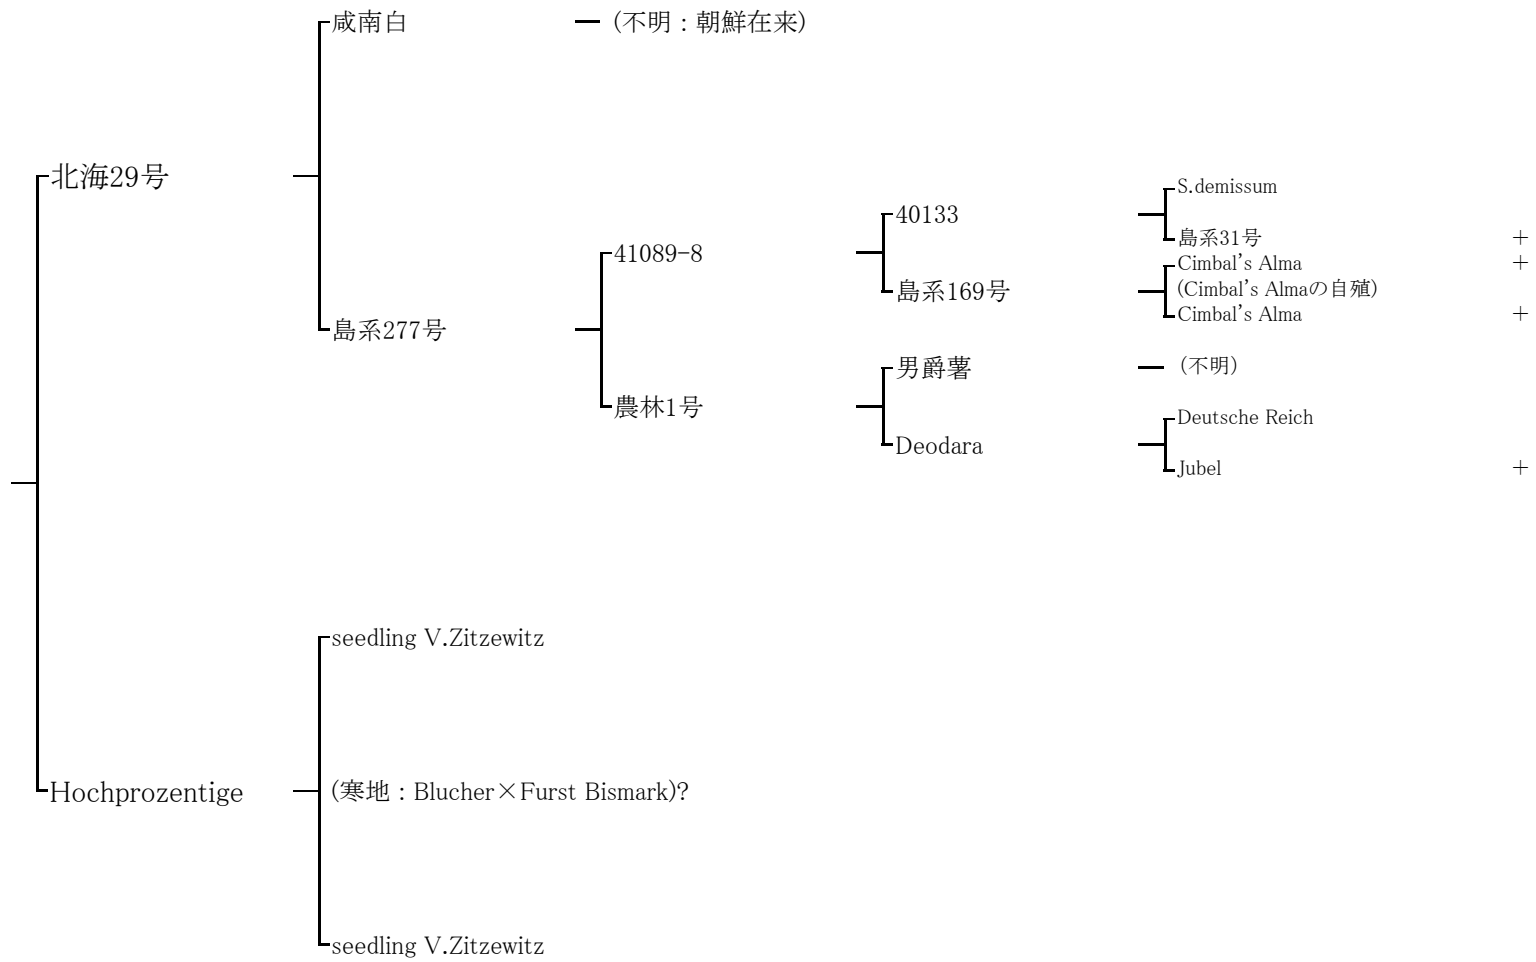 咸南白
(不明：朝鮮在来)
北海29号
S.demissum
40133
島系31号
+
41089-8
Cimbal's Alma
+
島系169号
(Cimbal's Almaの自殖)
Cimbal's Alma
+
島系277号
男爵薯
(不明)
農林1号
Deutsche Reich
Deodara
Jubel
+
seedling V.Zitzewitz
Hochprozentige
(寒地：Blucher×Furst Bismark)?
seedling V.Zitzewitz